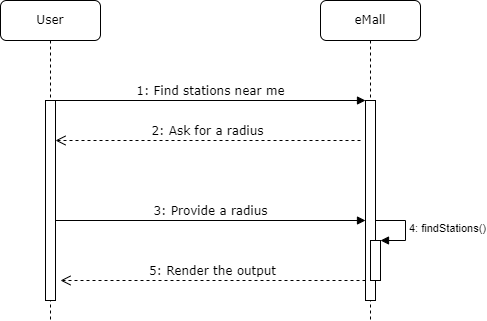 User
eMall
1: Find stations near me
2: Ask for a radius
3: Provide a radius
4: findStations()
5: Render the output